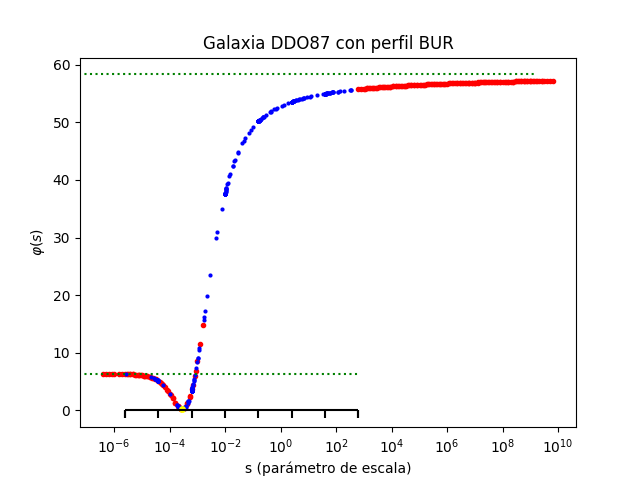 Galaxia DDO87 con perfil BUR
φ(s)
60
50
40
30
20
10
0
10⁻⁶ 10⁻⁴ 10⁻² 10⁰ 10² 10⁴ 10⁶ 10⁸ 10¹⁰
s (parámetro de escala)